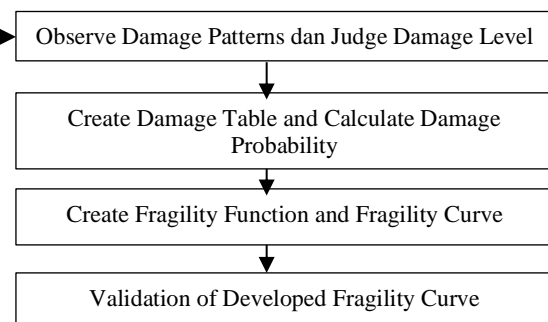 Observe Damage Patterns dan Judge Damage Level
Create Damage Table and Calculate Damage
Probability
Create Fragility Function and Fragility Curve
Validation of Developed Fragility Curve